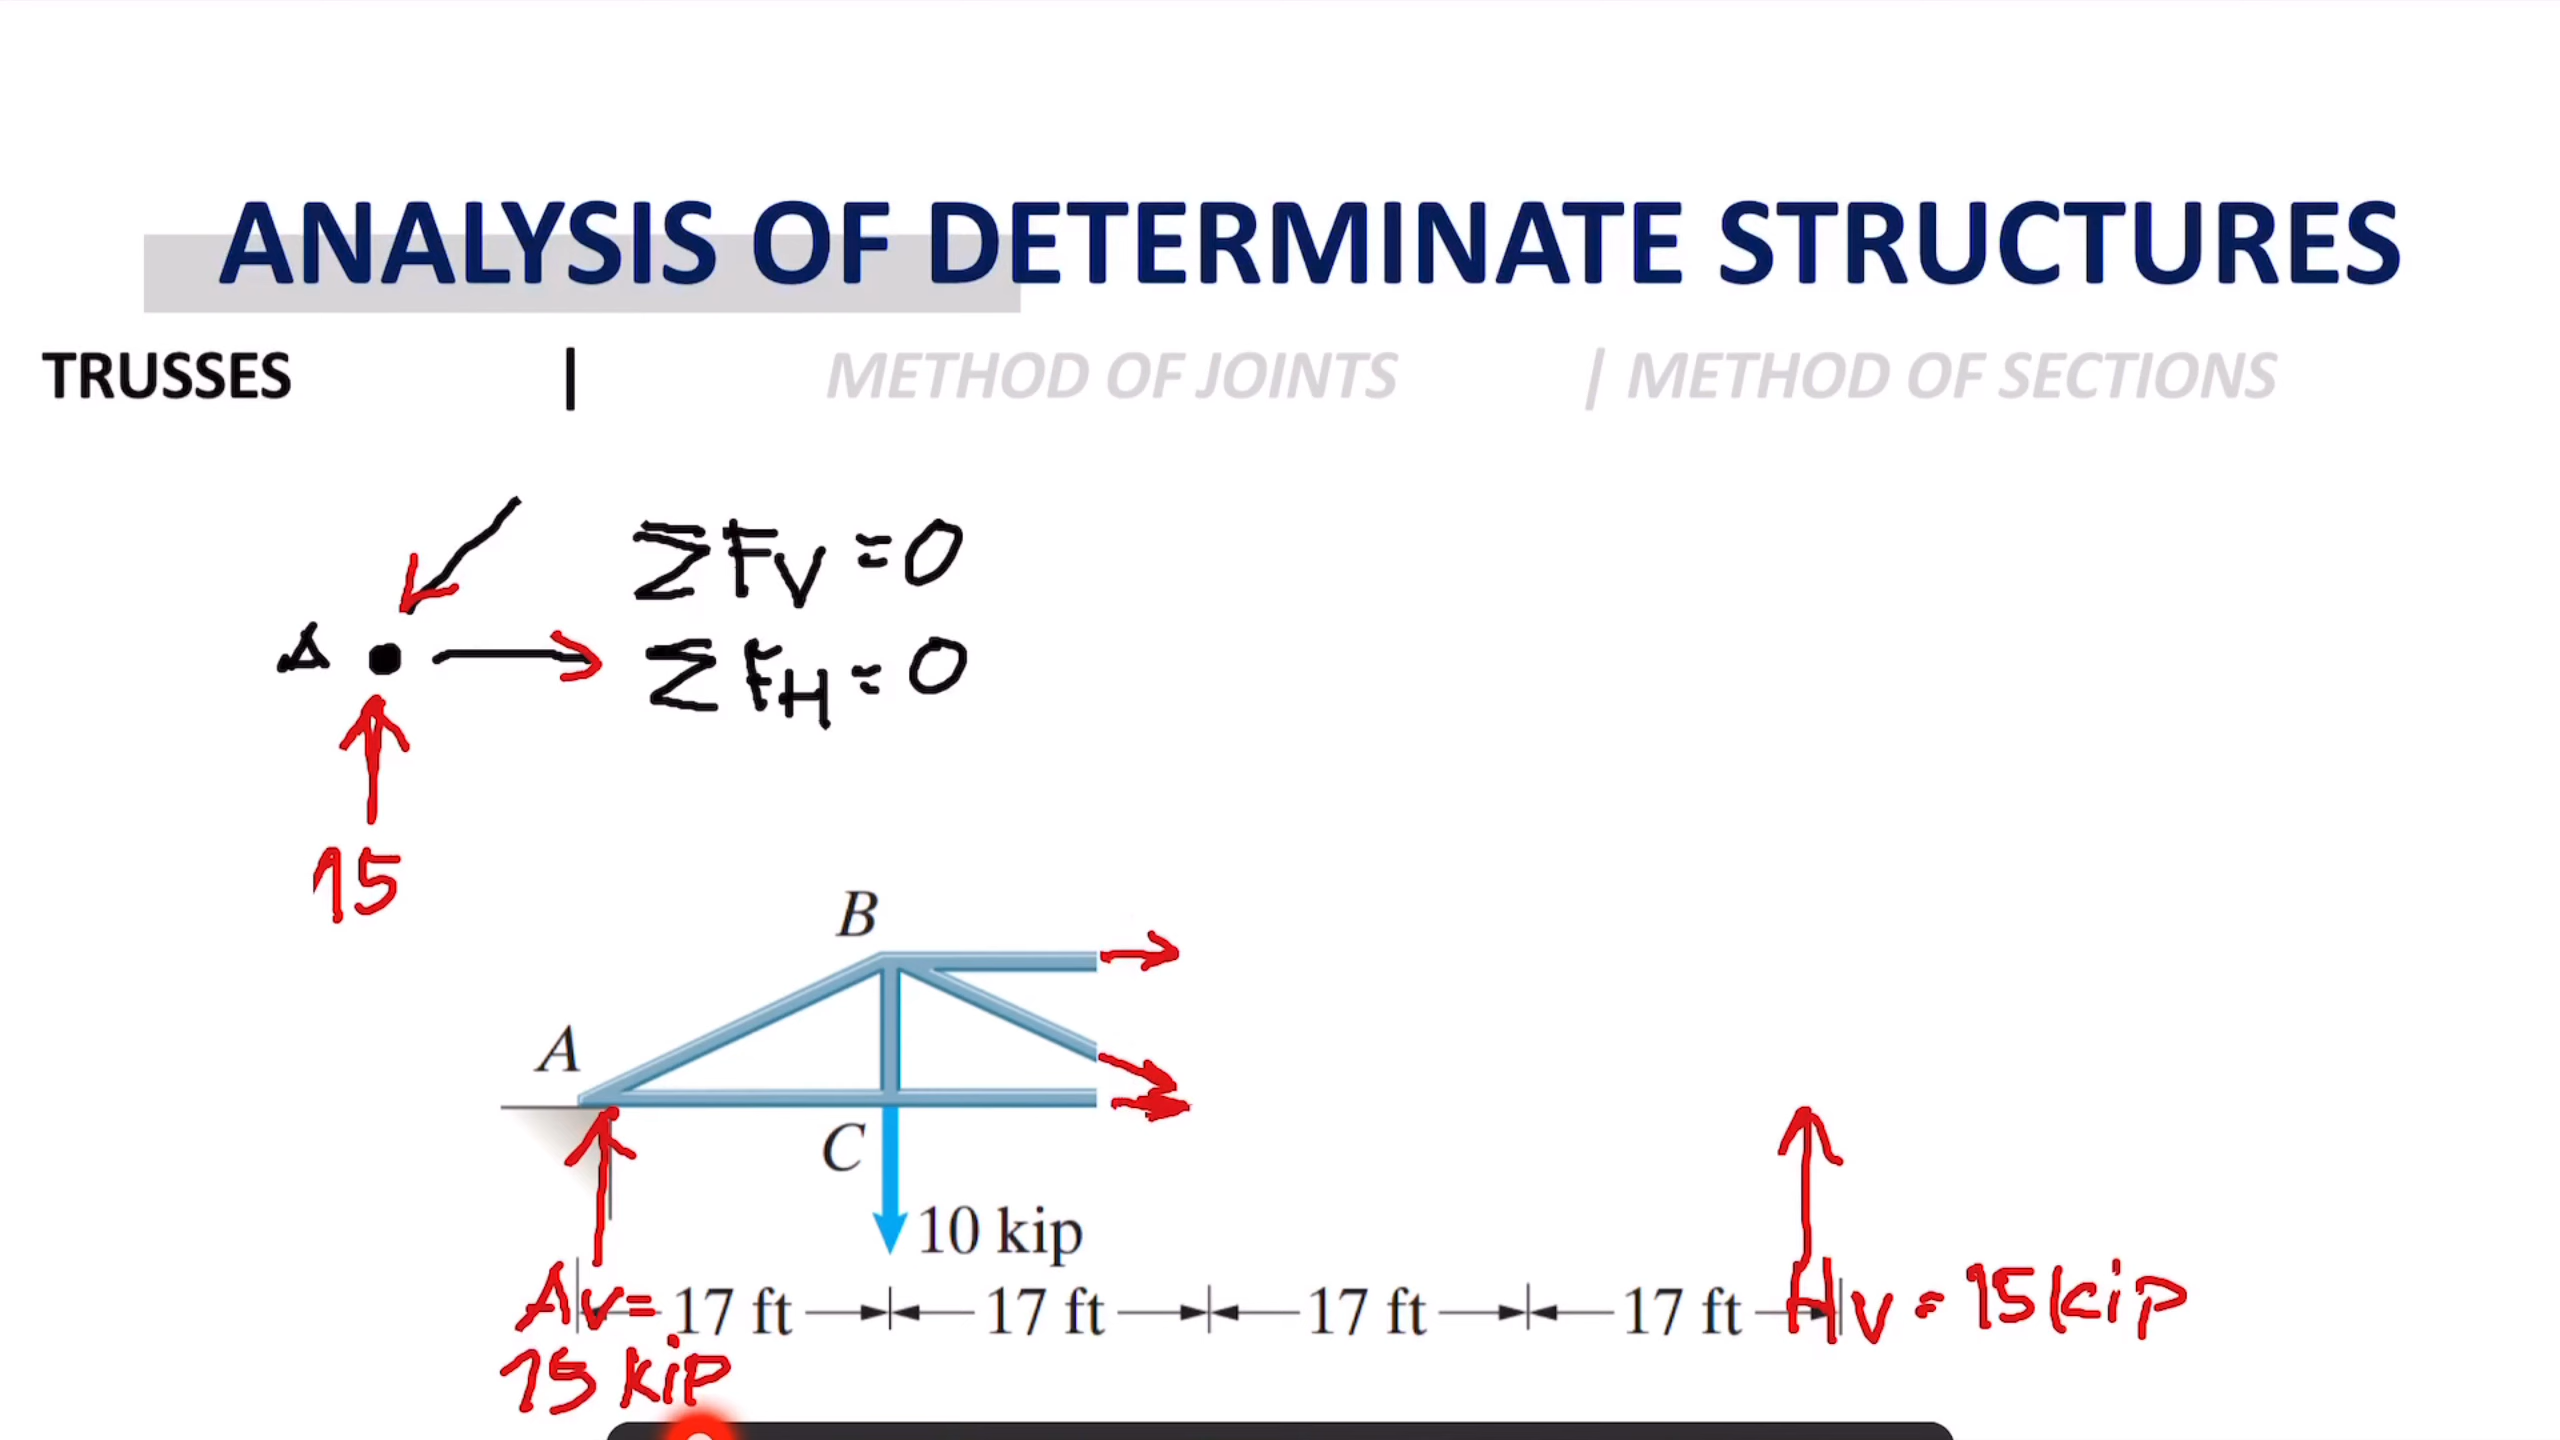 ANALYSIS OF DETERMINATE STRUCTURES
TRUSSES | METHOD OF JOINTS | METHOD OF SECTIONS
ΣFV = 0
A ΣFH = 0
15
B
A
C
10 kip
Av = 17 ft 17 ft 17 ft 17 ft Hv = 15 kip
15 kip